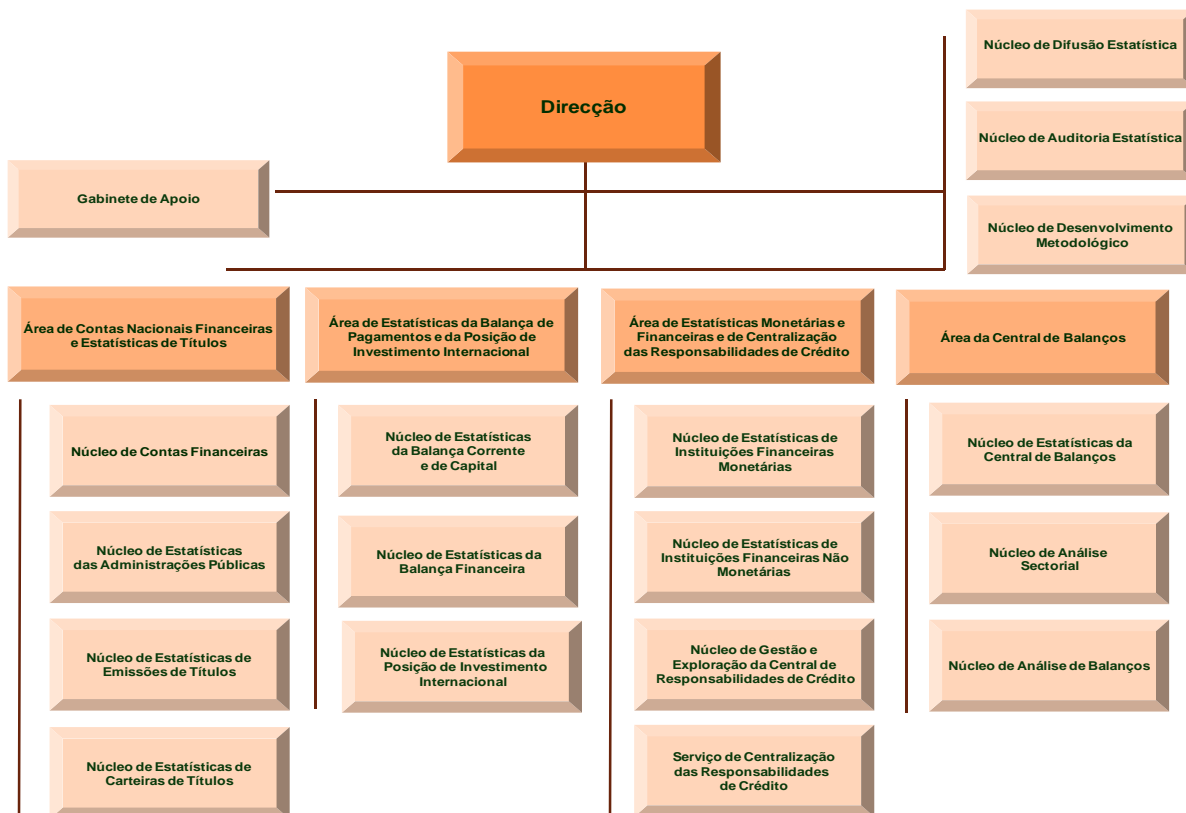 Direcção
Núcleo de Difusão Estatística
Núcleo de Auditoria Estatística
Núcleo de Desenvolvimento
Metodológico
Gabinete de Apoio
Área de Contas Nacionais Financeiras
e Estatísticas de Títulos
Núcleo de Contas Financeiras
Núcleo de Estatísticas
das Administrações Públicas
Núcleo de Estatísticas de
Emissões de Títulos
Núcleo de Estatísticas de
Carteiras de Títulos
Área de Estatísticas da Balança de
Pagamentos e da Posição de
Investimento Internacional
Núcleo de Estatísticas
da Balança Corrente
e de Capital
Núcleo de Estatísticas da
Balança Financeira
Núcleo de Estatísticas da
Posição de Investimento
Internacional
Área de Estatísticas Monetárias e
Financeiras e de Centralização
das Responsabilidades de Crédito
Núcleo de Estatísticas de
Instituições Financeiras
Monetárias
Núcleo de Estatísticas de
Instituições Financeiras Não
Monetárias
Núcleo de Gestão e
Exploração da Central de
Responsabilidades de Crédito
Serviço de Centralização
das Responsabilidades
de Crédito
Área da Central de Balanços
Núcleo de Estatísticas da
Central de Balanços
Núcleo de Análise
Sectorial
Núcleo de Análise de Balanços